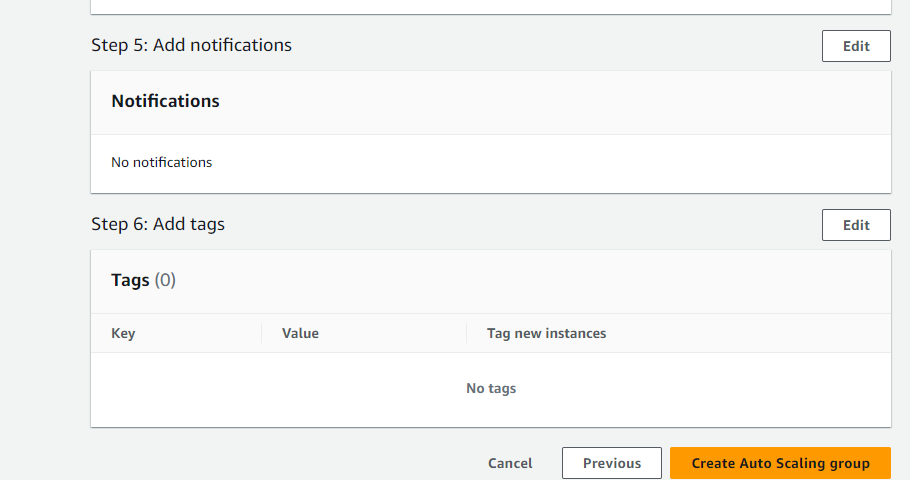 Step 5: Add notifications
Edit
Notifications
No notifications
Step 6: Add tags
Edit
Tags (0)
Key Value Tag new instances
No tags
Cancel Previous Create Auto Scaling group